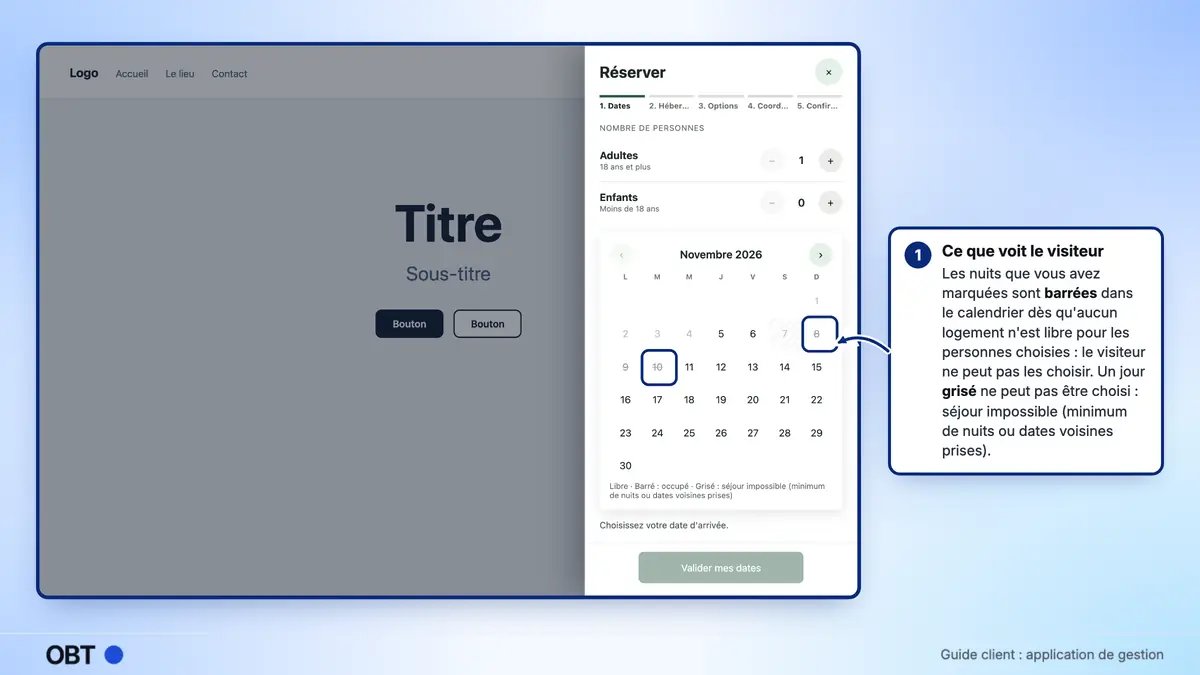 Logo Accueil Le lieu Contact
Titre
Sous-titre
Bouton Bouton
Réserver
×
1. Dates 2. Héber... 3. Options 4. Coord... 5. Confir...
NOMBRE DE PERSONNES
Adultes
18 ans et plus
− 1 +
Enfants
Moins de 18 ans
− 0 +
‹ Novembre 2026 ›
L M M J V S D
1
2 3 4 5 6 7 8
9 10 11 12 13 14 15
16 17 18 19 20 21 22
23 24 25 26 27 28 29
30
Libre · Barré : occupé · Grisé : séjour impossible (minimum
de nuits ou dates voisines prises)
Choisissez votre date d'arrivée.
Valider mes dates
1 Ce que voit le visiteur
Les nuits que vous avez
marquées sont barrées dans
le calendrier dès qu'aucun
logement n'est libre pour les
personnes choisies : le visiteur
ne peut pas les choisir. Un jour
grisé ne peut pas être choisi :
séjour impossible (minimum
de nuits ou dates voisines
prises).
OBT
Guide client : application de gestion